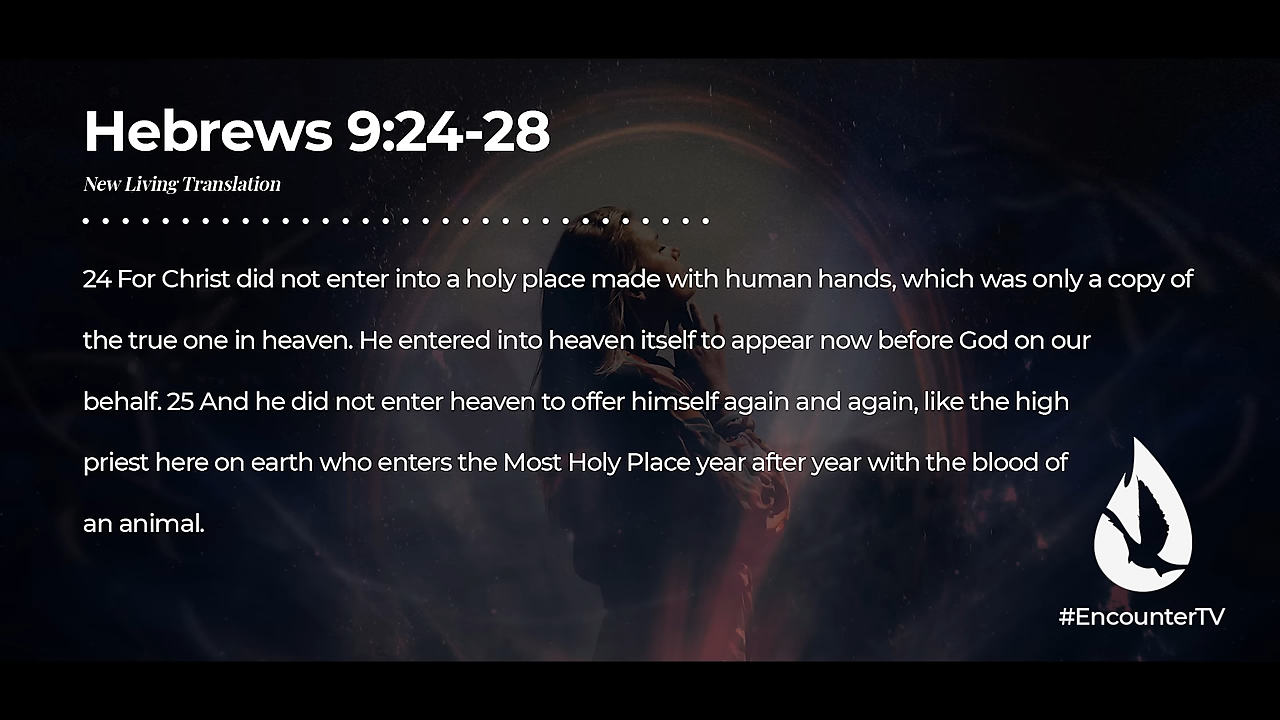 Hebrews 9:24-28
New Living Translation
24 For Christ did not enter into a holy place made with human hands, which was only a copy of
the true one in heaven. He entered into heaven itself to appear now before God on our
behalf. 25 And he did not enter heaven to offer himself again and again, like the high
priest here on earth who enters the Most Holy Place year after year with the blood of
an animal.
#EncounterTV